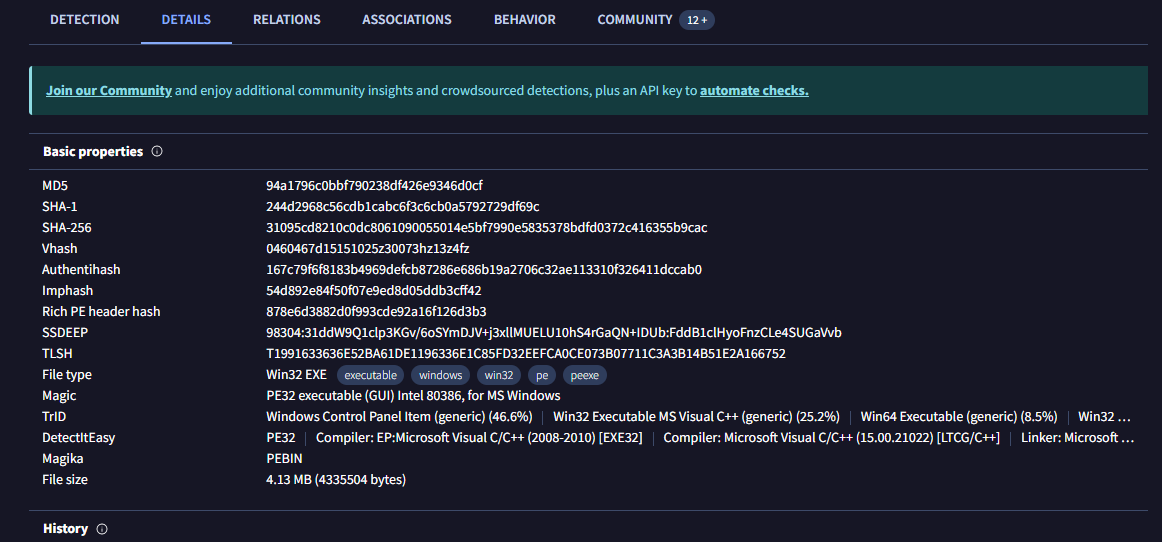 DETECTION DETAILS RELATIONS ASSOCIATIONS BEHAVIOR COMMUNITY 12 +
Join our Community and enjoy additional community insights and crowdsourced detections, plus an API key to automate checks.
Basic properties
MD5 94a1796c0bbf790238df426e9346d0cf
SHA-1 244d2968c56cdb1cabc6f3c6cb0a5792729df69c
SHA-256 31095cd8210c0dc8061090055014e5bf7990e5835378bdfd0372c416355b9cac
Vhash 0460467d15151025z30073hz13z4fz
Authentihash 167c79f6f8183b4969defcb87286e686b19a2706c32ae113310f326411dccab0
Imphash 54d892e84f50f07e9ed8d05ddb3cff42
Rich PE header hash 878e6d3882d0f993cde92a16f126d3b3
SSDEEP 98304:31ddW9Q1clp3KGv/6oSYmDJV+j3xllMUELU10hS4rGaQN+IDUb:FddB1clHyoFnzCLe4SUGaVvb
TLSH T1991633636E52BA61DE1196336E1C85FD32EEFCA0CE073B07711C3A3B14B51E2A166752
File type Win32 EXE executable windows win32 pe peexe
Magic PE32 executable (GUI) Intel 80386, for MS Windows
TrID Windows Control Panel Item (generic) (46.6%) | Win32 Executable MS Visual C++ (generic) (25.2%) | Win64 Executable (generic) (8.5%) | Win32 ...
DetectItEasy PE32 | Compiler: EP:Microsoft Visual C/C++ (2008-2010) [EXE32] | Compiler: Microsoft Visual C/C++ (15.00.21022) [LTCG/C++] | Linker: Microsoft ...
Magika PEBIN
File size 4.13 MB (4335504 bytes)
History